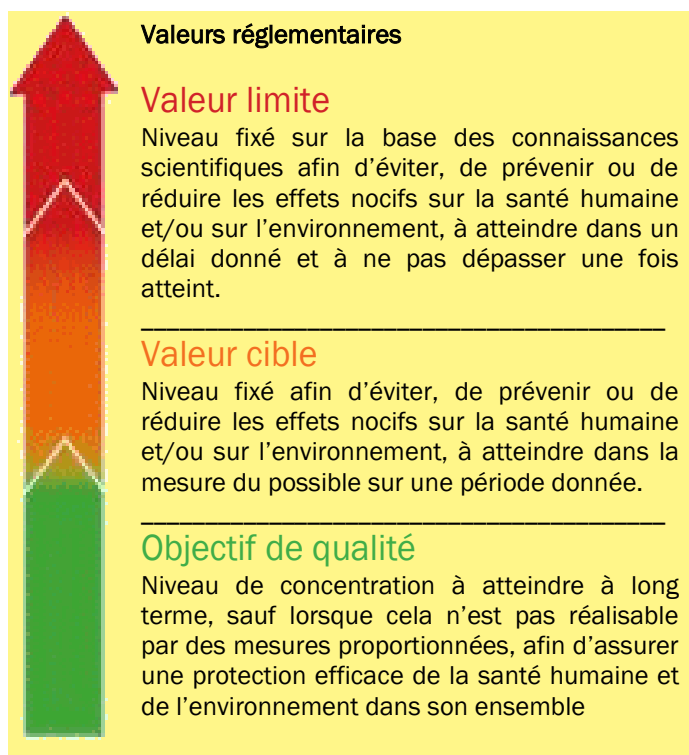 Valeurs réglementaires
Valeur limite
Niveau fixé sur la base des connaissances
scientifiques afin d'éviter, de prévenir ou de
réduire les effets nocifs sur la santé humaine
et/ou sur l'environnement, à atteindre dans un
délai donné et à ne pas dépasser une fois
atteint.
Valeur cible
Niveau fixé afin d'éviter, de prévenir ou de
réduire les effets nocifs sur la santé humaine
et/ou sur l'environnement, à atteindre dans la
mesure du possible sur une période donnée.
Objectif de qualité
Niveau de concentration à atteindre à long
terme, sauf lorsque cela n'est pas réalisable
par des mesures proportionnées, afin d'assurer
une protection efficace de la santé humaine et
de l'environnement dans son ensemble